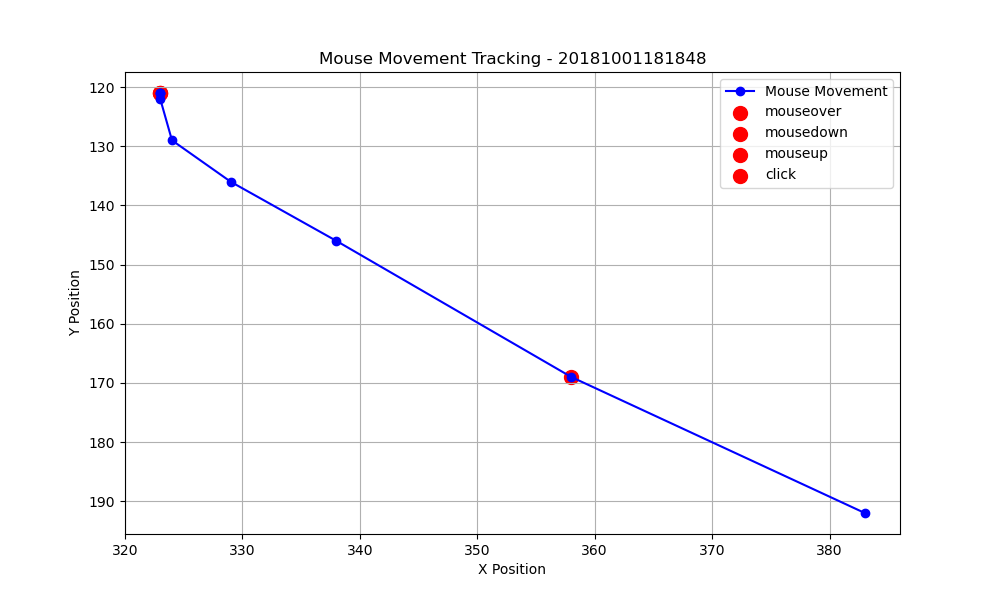 Mouse Movement Tracking - 20181001181848
Mouse Movement
mouseover
mousedown
mouseup
click
120
130
140
150
160
170
180
190
Y Position
320 330 340 350 360 370 380
X Position